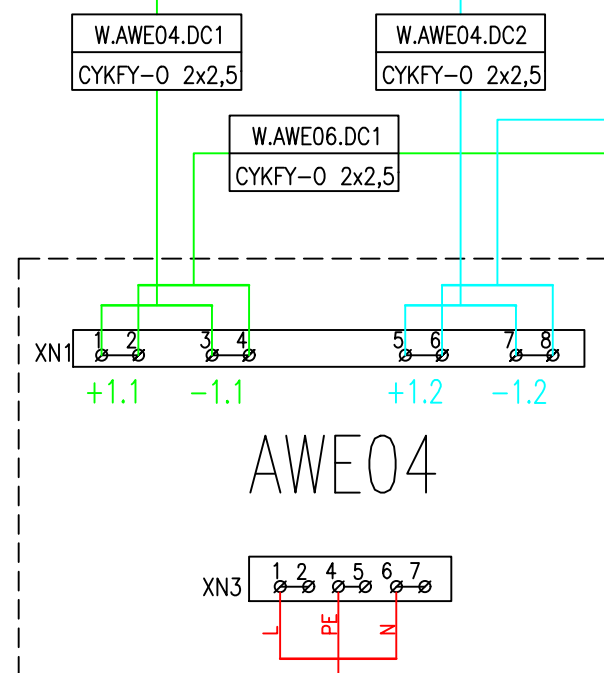 W.AWE04.DC1
CYKFY-O 2x2,5
W.AWE04.DC2
CYKFY-O 2x2,5
W.AWE06.DC1
CYKFY-O 2x2,5
XN1 1 2 3 4 5 6 7 8
+1.1 -1.1 +1.2 -1.2
AWE04
XN3 1 2 4 5 6 7
L PE N